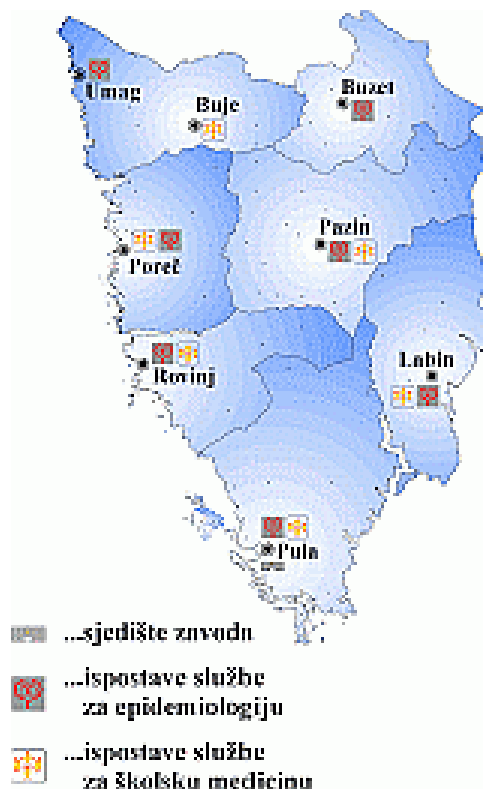 Umag
Buje
Buzet
Poreč
Pazin
Rovinj
Labin
Pula
...sjedište zavoda
...ispostave službe
za epidemiologiju
...ispostave službe
za školsku medicinu